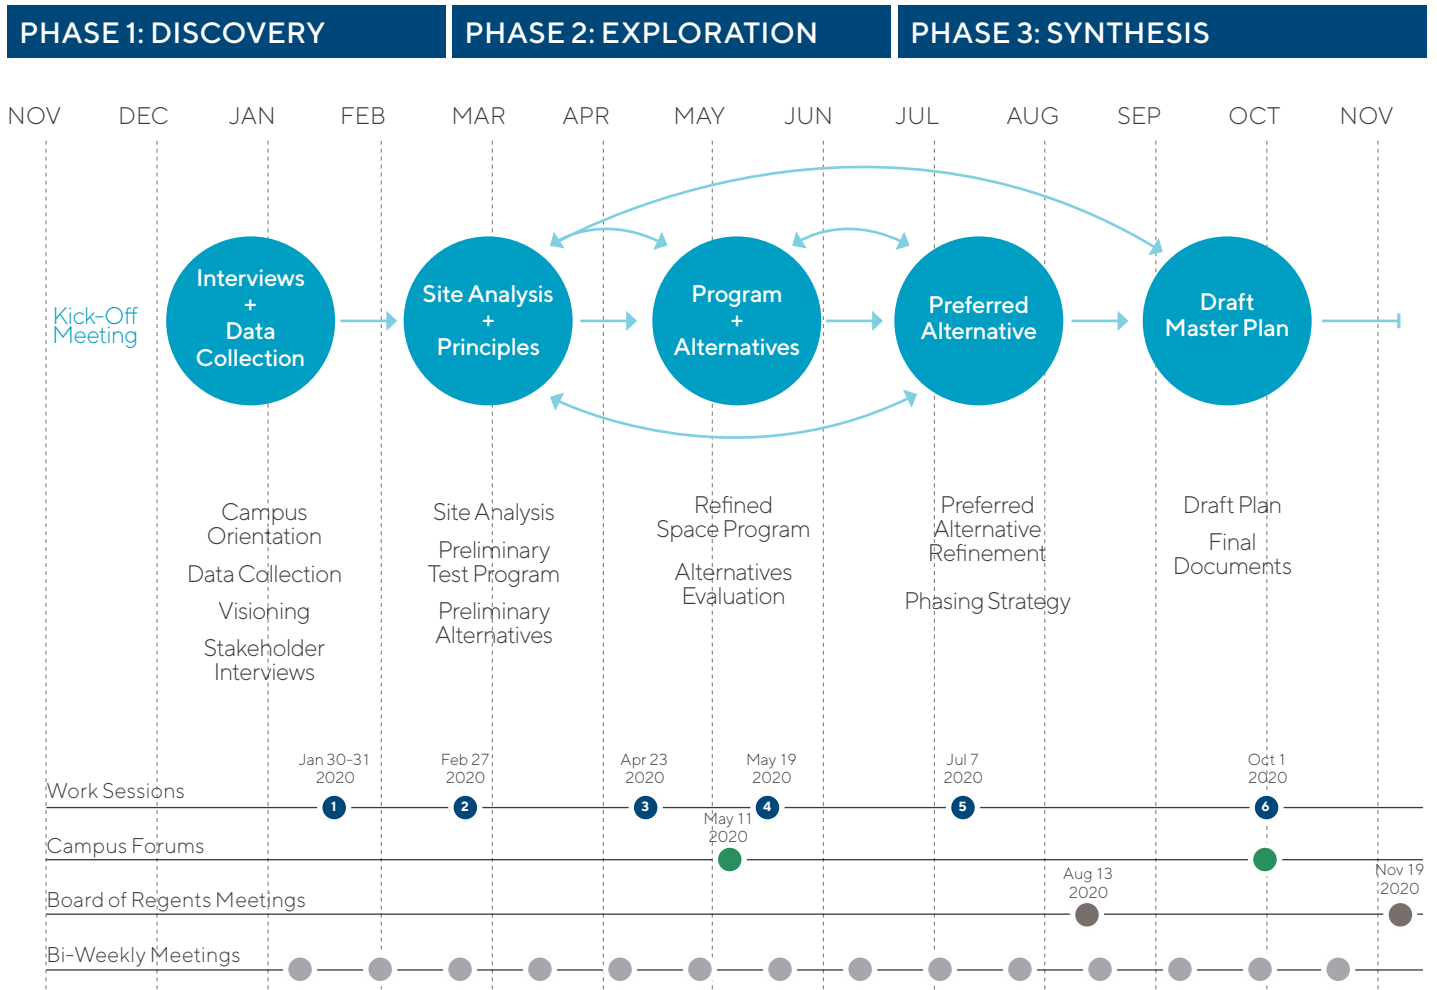 PHASE 1: DISCOVERY
PHASE 2: EXPLORATION
PHASE 3: SYNTHESIS
NOV
DEC
JAN
FEB
MAR
APR
MAY
JUN
JUL
AUG
SEP
OCT
NOV
Kick-Off
Meeting
Interviews
+
Data
Collection
Site Analysis
+
Principles
Program
+
Alternatives
Preferred
Alternative
Draft
Master Plan
Campus
Orientation
Data Collection
Visioning
Stakeholder
Interviews
Site Analysis
Preliminary
Test Program
Preliminary
Alternatives
Refined
Space Program
Alternatives
Evaluation
Preferred
Alternative
Refinement
Phasing Strategy
Draft Plan
Final
Documents
Work Sessions
Jan 30-31
2020
1
Feb 27
2020
2
Apr 23
2020
3
May 19
2020
4
Jul 7
2020
5
Oct 1
2020
6
Campus Forums
May 11
2020
Board of Regents Meetings
Aug 13
2020
Nov 19
2020
Bi-Weekly Meetings